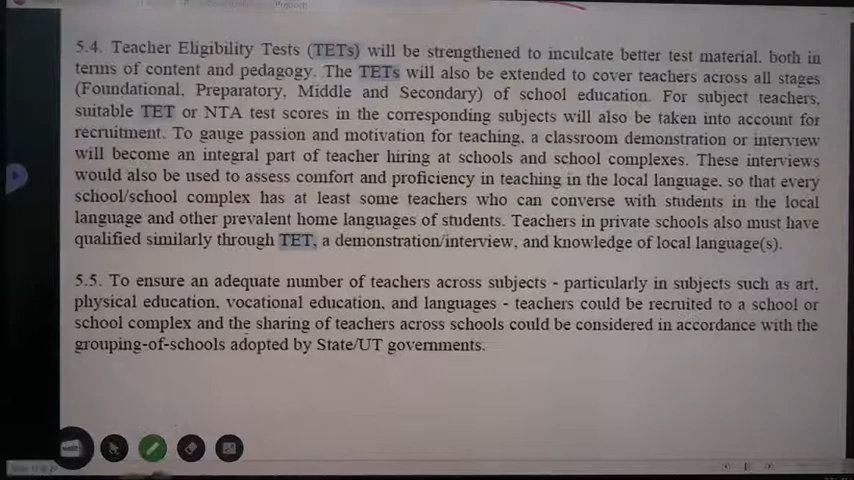 5.4. Teacher Eligibility Tests (TETs) will be strengthened to inculcate better test material, both in
terms of content and pedagogy. The TETs will also be extended to cover teachers across all stages
(Foundational, Preparatory, Middle and Secondary) of school education. For subject teachers,
suitable TET or NTA test scores in the corresponding subjects will also be taken into account for
recruitment. To gauge passion and motivation for teaching, a classroom demonstration or interview
will become an integral part of teacher hiring at schools and school complexes. These interviews
would also be used to assess comfort and proficiency in teaching in the local language, so that every
school/school complex has at least some teachers who can converse with students in the local
language and other prevalent home languages of students. Teachers in private schools also must have
qualified similarly through TET, a demonstration/interview, and knowledge of local language(s).
5.5. To ensure an adequate number of teachers across subjects - particularly in subjects such as art,
physical education, vocational education, and languages - teachers could be recruited to a school or
school complex and the sharing of teachers across schools could be considered in accordance with the
grouping-of-schools adopted by State/UT governments.